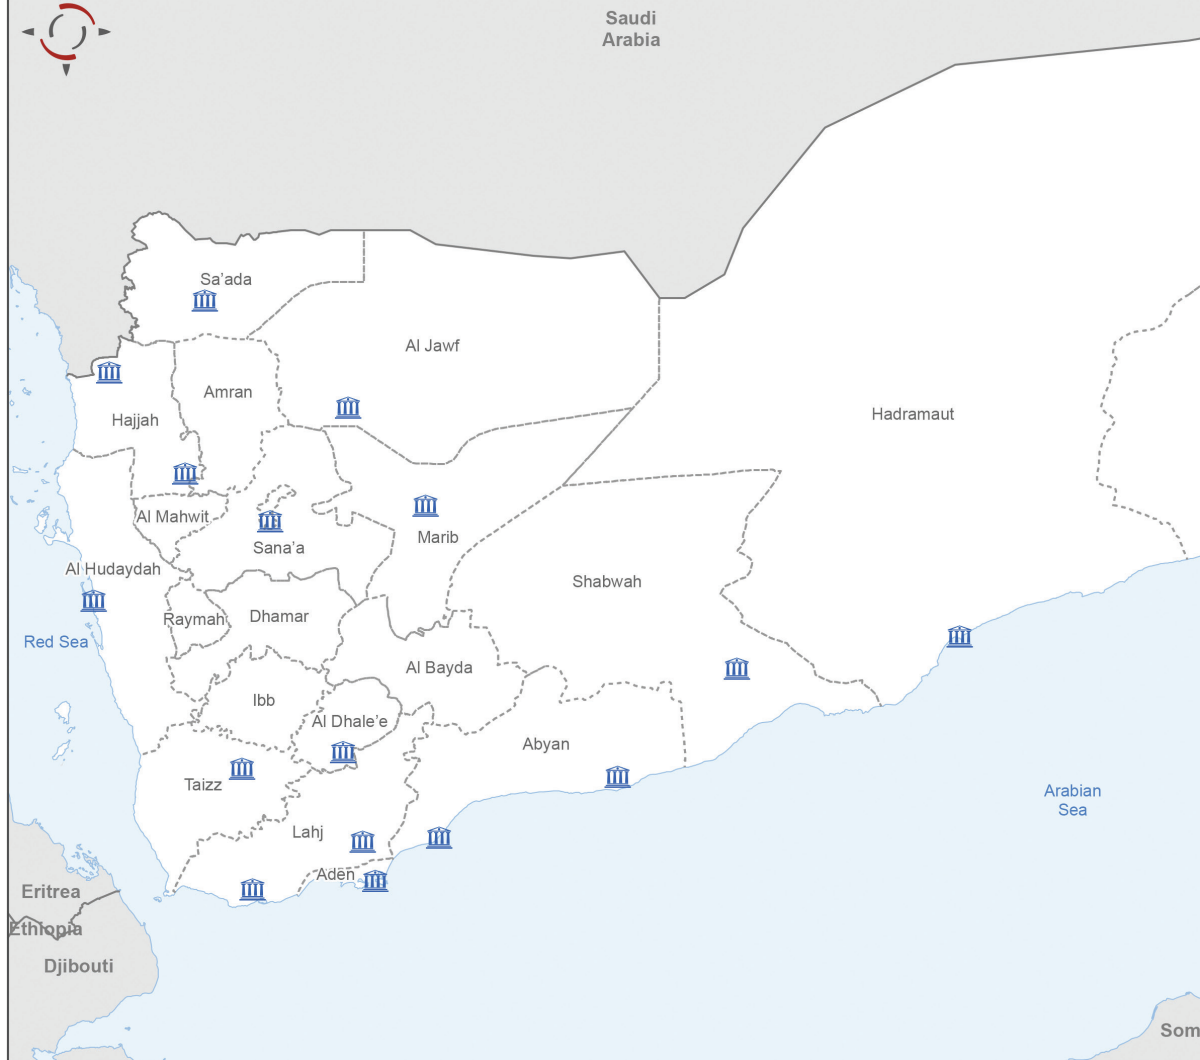 Saudi
Arabia
Sa'ada
Al Jawf
Amran
Hadramaut
Hajjah
Al Mahwit
Marib
Sana'a
Al Hudaydah
Shabwah
Raymah
Dhamar
Red Sea
Al Bayda
Ibb
Al Dhale'e
Abyan
Taizz
Arabian
Sea
Lahj
Aden
Eritrea
Ethiopia
Djibouti
Som